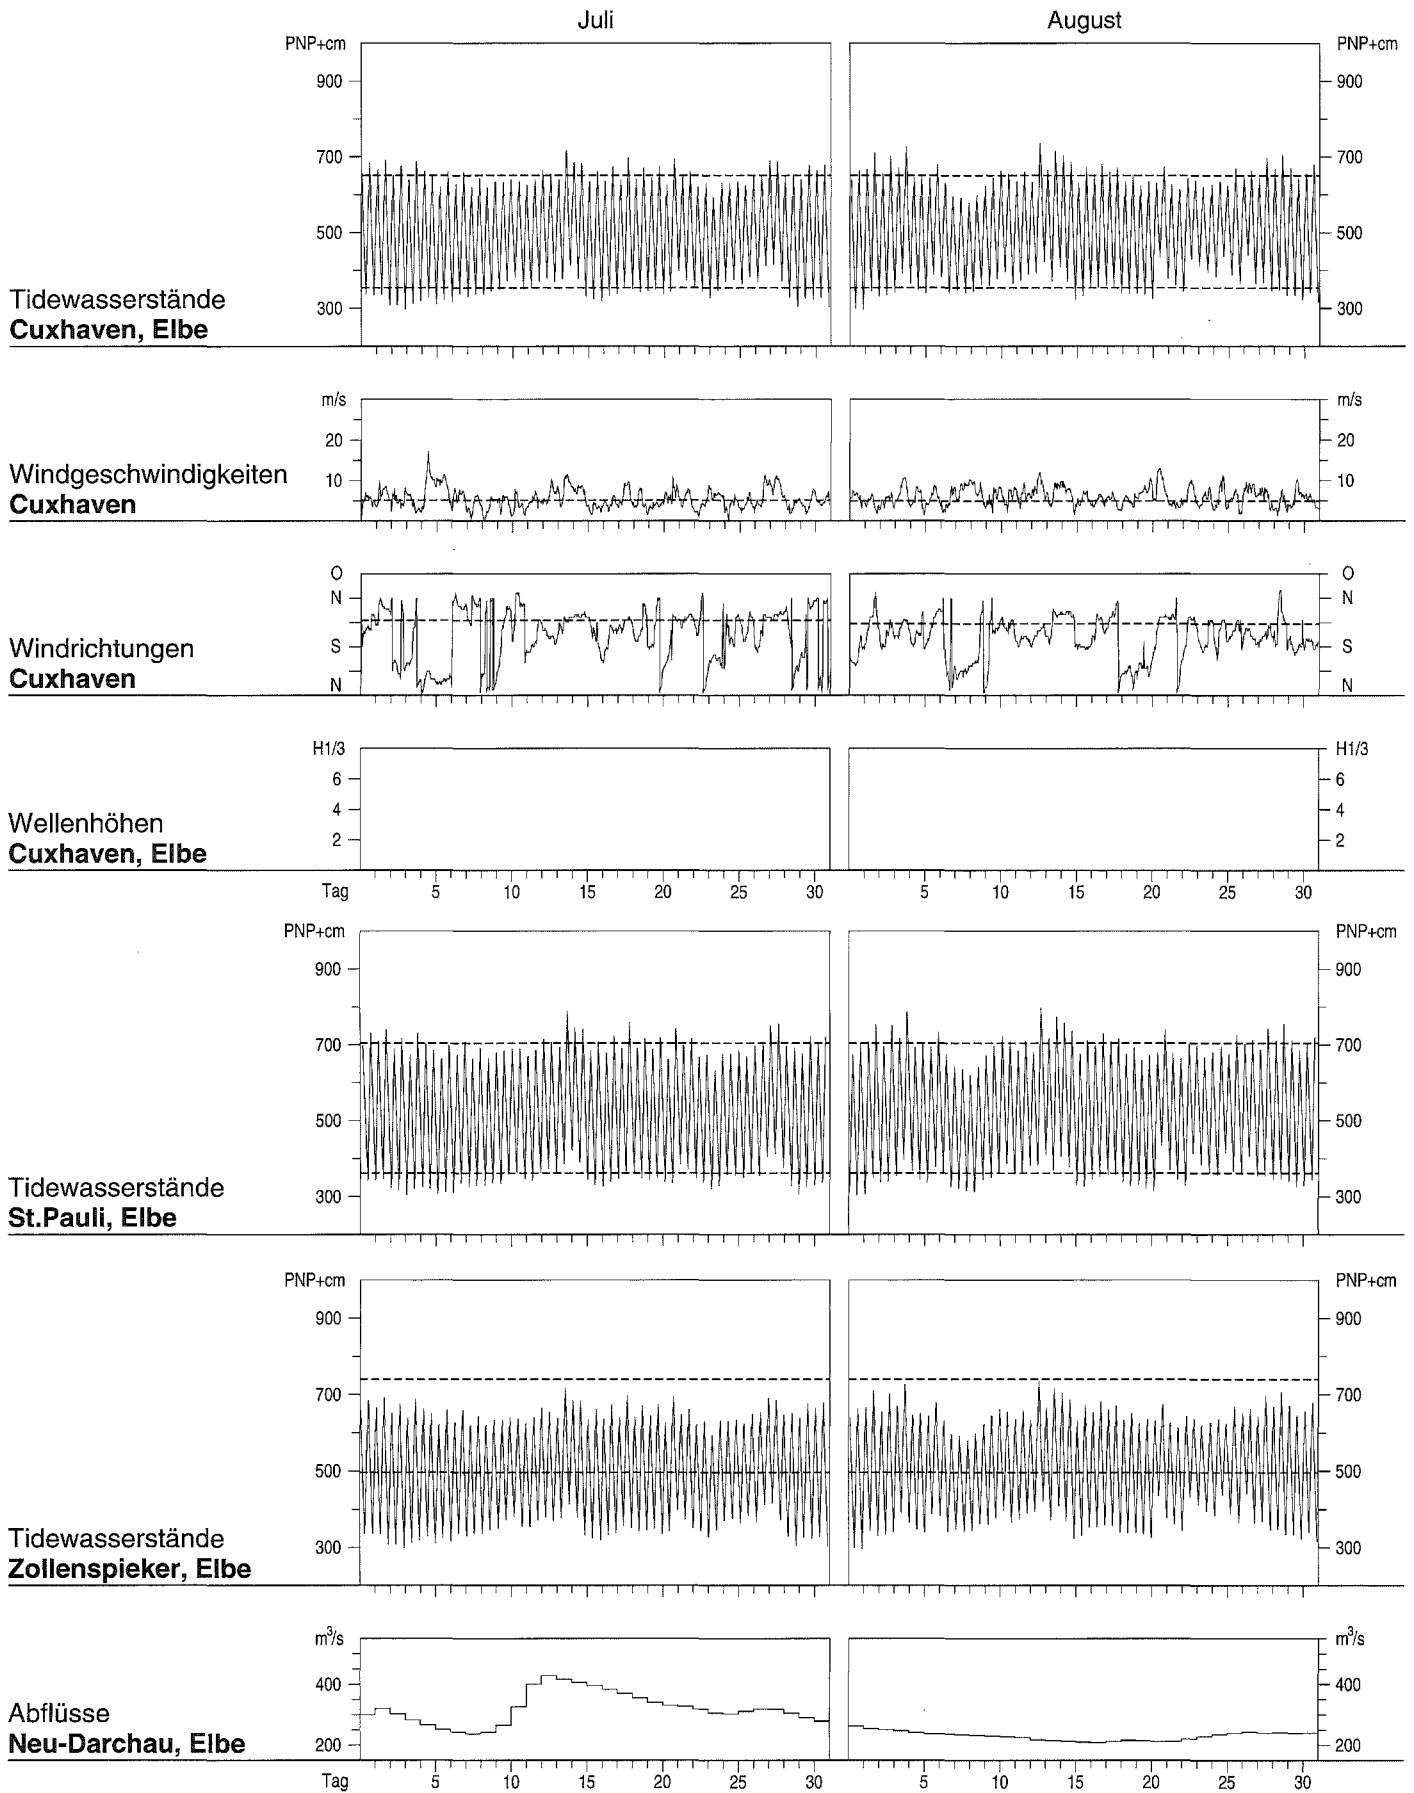 Juli August
PNP+cm PNP+cm
900 900
700 700
500 500
300 300
Tidewasserstände
Cuxhaven, Elbe
m/s m/s
20 20
10 10
Windgeschwindigkeiten
Cuxhaven
O O
N N
S S
N N
Windrichtungen
Cuxhaven
H1/3 H1/3
6 6
4 4
2 2
Wellenhöhen
Cuxhaven, Elbe
Tag 5 10 15 20 25 30 5 10 15 20 25 30
PNP+cm PNP+cm
900 900
700 700
500 500
300 300
Tidewasserstände
St.Pauli, Elbe
PNP+cm PNP+cm
900 900
700 700
500 500
300 300
Tidewasserstände
Zollenspieker, Elbe
m³/s m³/s
400 400
200 200
Abflüsse
Neu-Darchau, Elbe
Tag 5 10 15 20 25 30 5 10 15 20 25 30